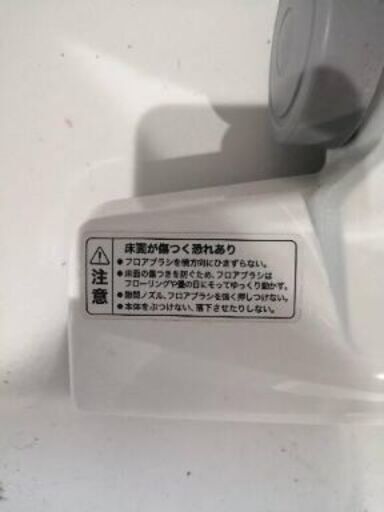 注意
床面が傷つく恐れあり
●フロアブラシを横方向にひきずらない。
●床面の傷つきを防ぐため、フロアブラシは
フローリングや畳の目にそってゆっくり動かす。
●隙間ノズル、フロアブラシを強く押しつけない。
●本体をぶつけない、落下させたりしない。